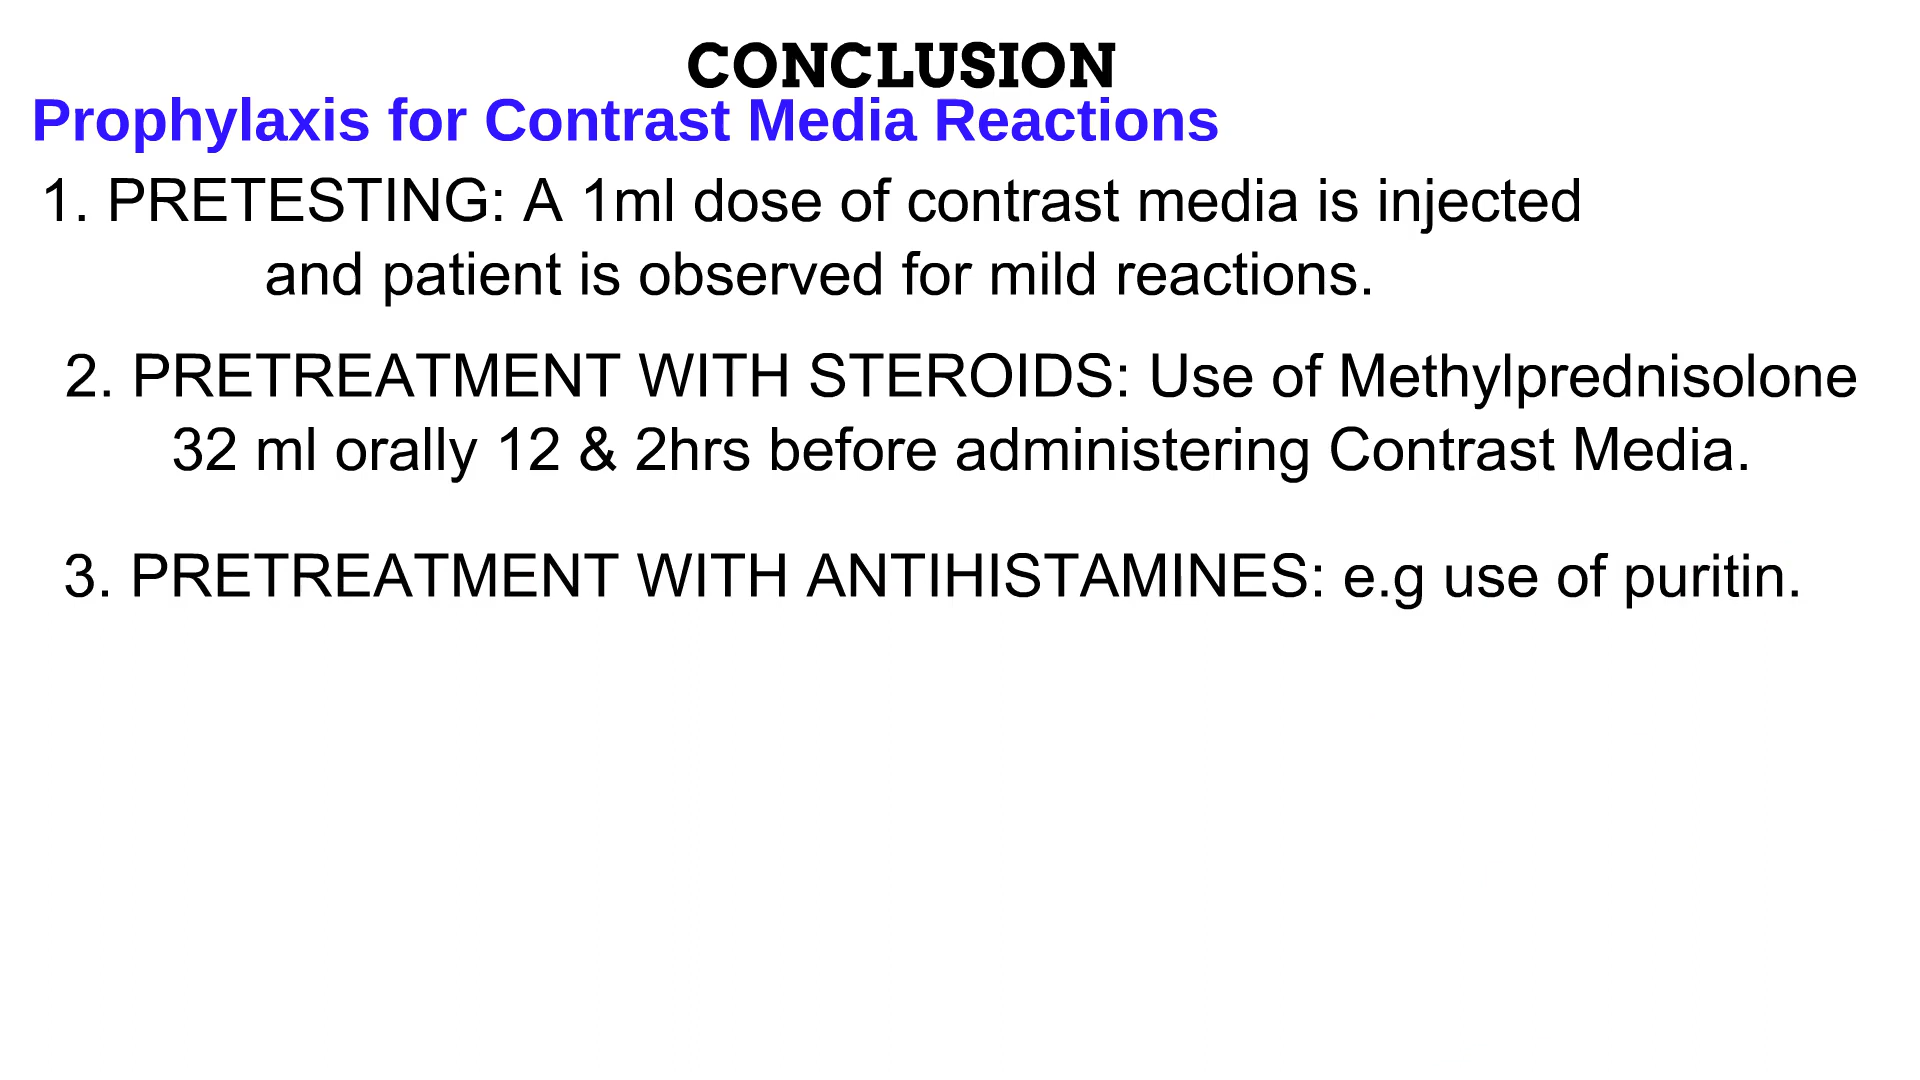 CONCLUSION
Prophylaxis for Contrast Media Reactions
1. PRETESTING: A 1ml dose of contrast media is injected
and patient is observed for mild reactions.
2. PRETREATMENT WITH STEROIDS: Use of Methylprednisolone
32 ml orally 12 & 2hrs before administering Contrast Media.
3. PRETREATMENT WITH ANTIHISTAMINES: e.g use of puritin.